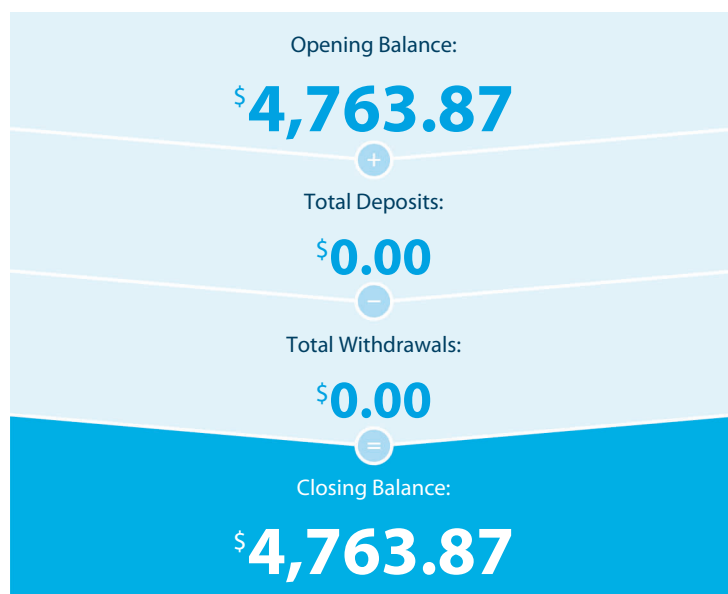 Opening Balance:
$4,763.87
+
Total Deposits:
$0.00
−
Total Withdrawals:
$0.00
=
Closing Balance:
$4,763.87